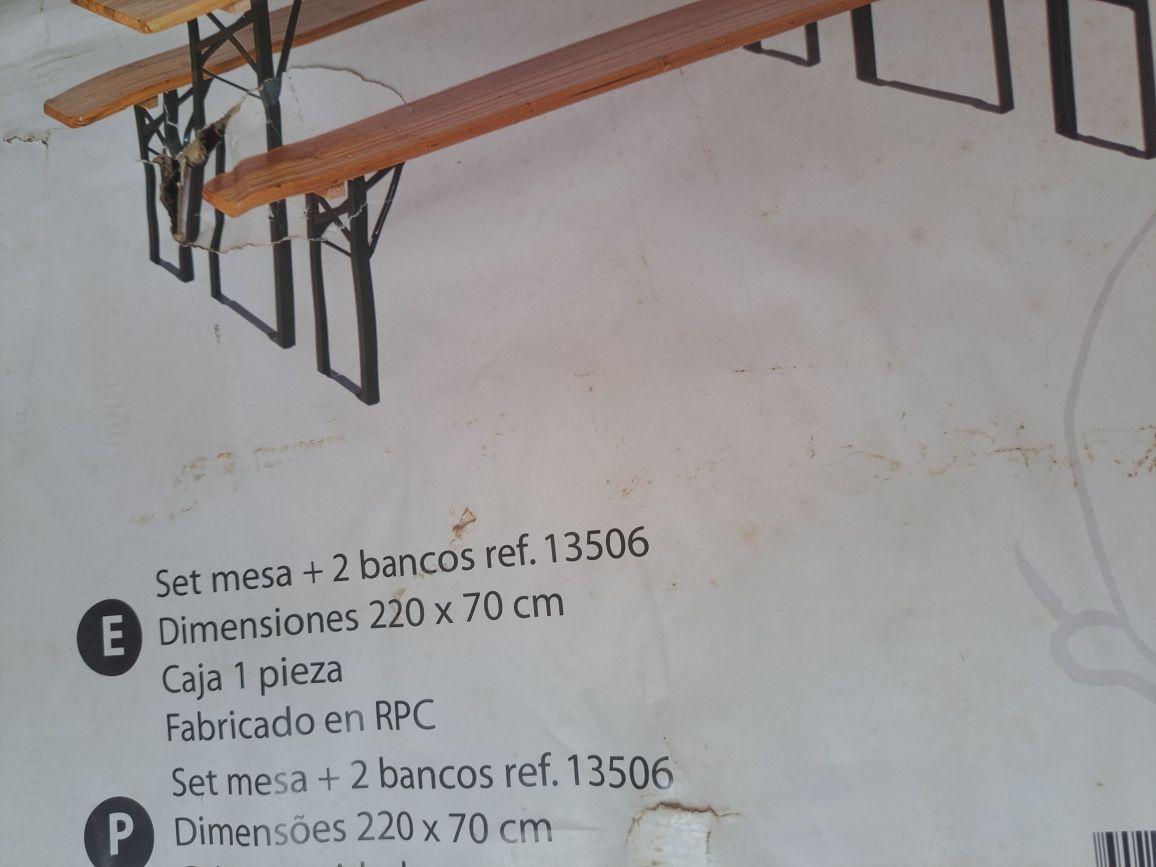 E
Set mesa + 2 bancos ref. 13506
Dimensiones 220 x 70 cm
Caja 1 pieza
Fabricado en RPC
P
Set mesa + 2 bancos ref. 13506
Dimensões 220 x 70 cm